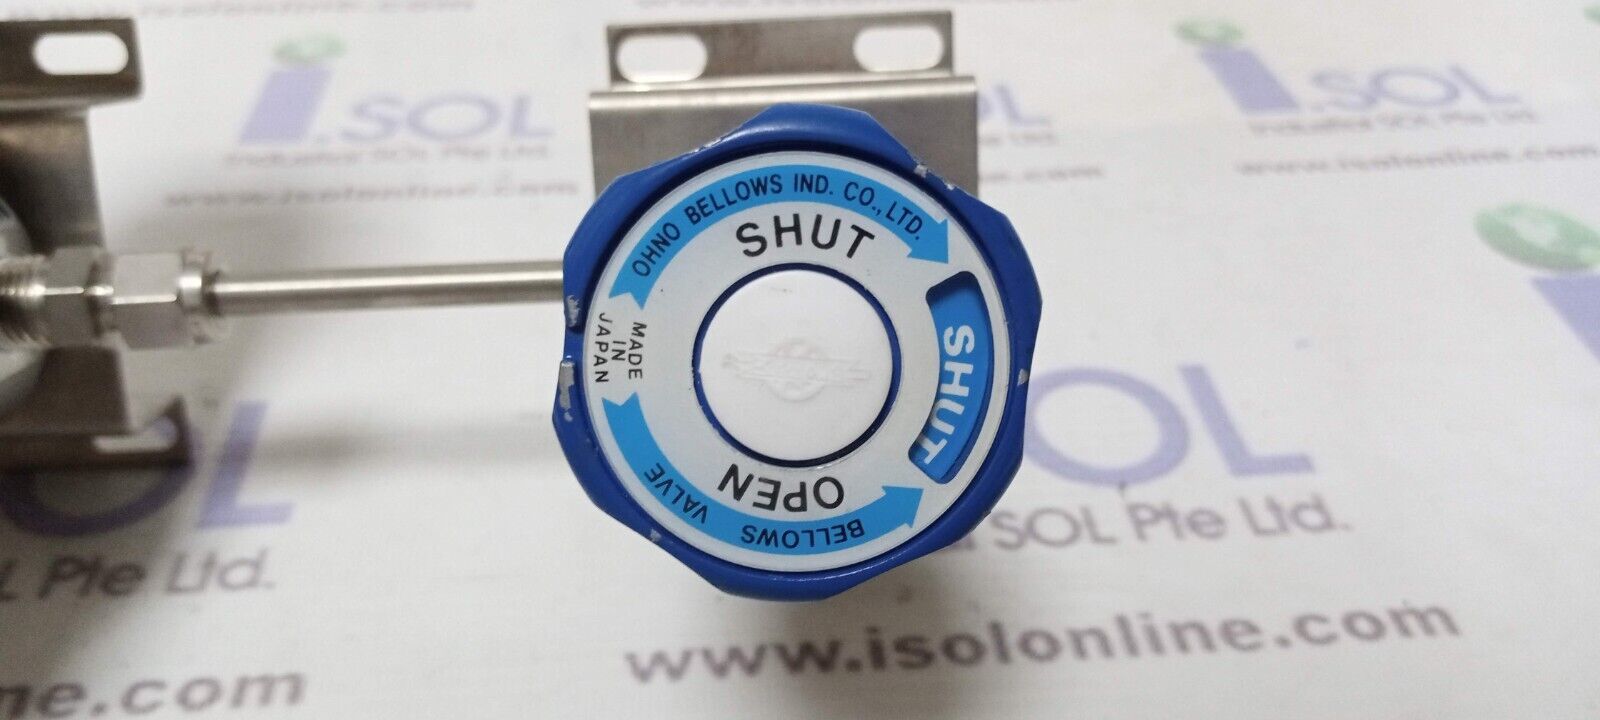 i.SOL
Industrial SOL Pte Ltd.
OHNO BELLOWS IND. CO., LTD.
SHUT
SHUT
MADE
IN
JAPAN
OPEN
BELLOWS VALVE
OL
SOL Pte Ltd.
Pte Ltd.
www.isolonline.com
ne.com